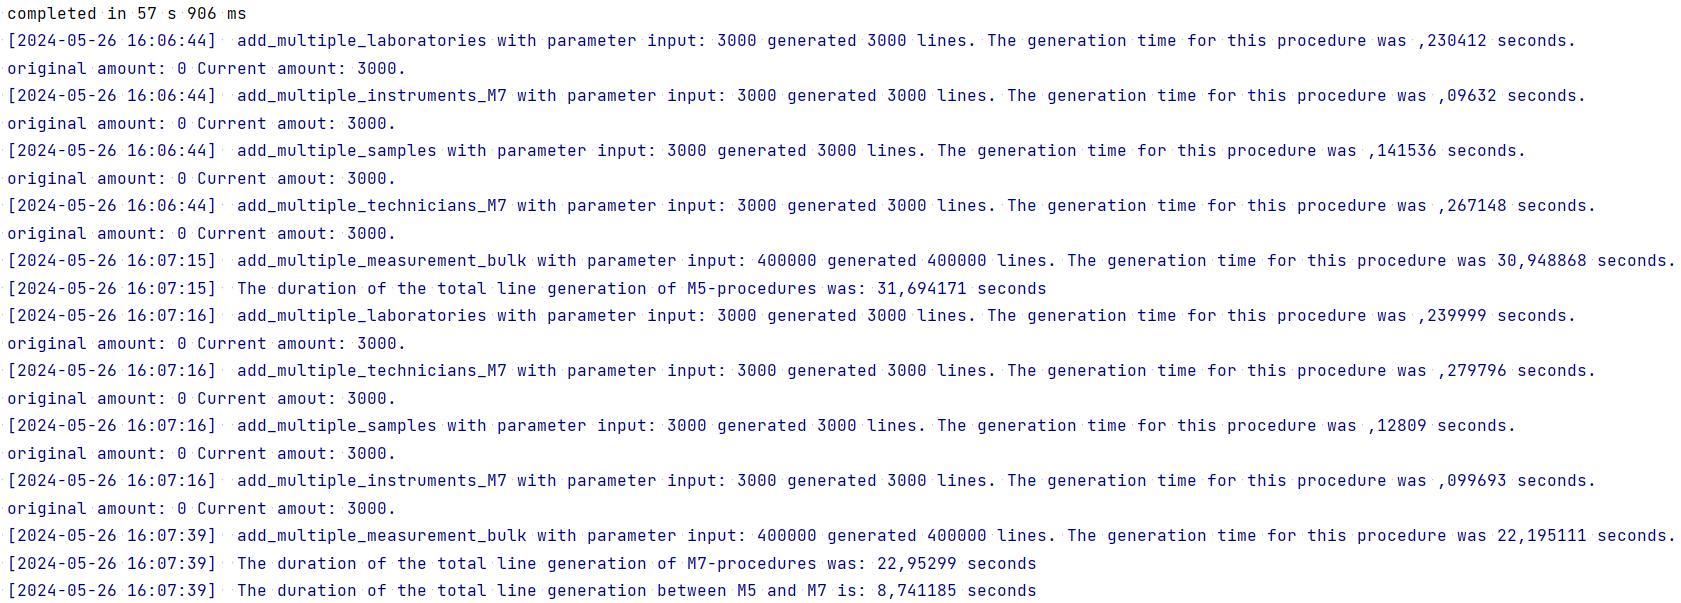 completed in 57 s 906 ms
[2024-05-26 16:06:44]  add_multiple_laboratories with parameter input: 3000 generated 3000 lines. The generation time for this procedure was ,230412 seconds.
original amount: 0 Current amount: 3000.
[2024-05-26 16:06:44]  add_multiple_instruments_M7 with parameter input: 3000 generated 3000 lines. The generation time for this procedure was ,09632 seconds.
original amount: 0 Current amout: 3000.
[2024-05-26 16:06:44]  add_multiple_samples with parameter input: 3000 generated 3000 lines. The generation time for this procedure was ,141536 seconds.
original amount: 0 Current amout: 3000.
[2024-05-26 16:06:44]  add_multiple_technicians_M7 with parameter input: 3000 generated 3000 lines. The generation time for this procedure was ,267148 seconds.
original amount: 0 Current amout: 3000.
[2024-05-26 16:07:15]  add_multiple_measurement_bulk with parameter input: 400000 generated 400000 lines. The generation time for this procedure was 30,948868 seconds.
[2024-05-26 16:07:15]  The duration of the total line generation of M5-procedures was: 31,694171 seconds
[2024-05-26 16:07:16]  add_multiple_laboratories with parameter input: 3000 generated 3000 lines. The generation time for this procedure was ,239999 seconds.
original amount: 0 Current amount: 3000.
[2024-05-26 16:07:16]  add_multiple_technicians_M7 with parameter input: 3000 generated 3000 lines. The generation time for this procedure was ,279796 seconds.
original amount: 0 Current amout: 3000.
[2024-05-26 16:07:16]  add_multiple_samples with parameter input: 3000 generated 3000 lines. The generation time for this procedure was ,12809 seconds.
original amount: 0 Current amout: 3000.
[2024-05-26 16:07:16]  add_multiple_instruments_M7 with parameter input: 3000 generated 3000 lines. The generation time for this procedure was ,099693 seconds.
original amount: 0 Current amout: 3000.
[2024-05-26 16:07:39]  add_multiple_measurement_bulk with parameter input: 400000 generated 400000 lines. The generation time for this procedure was 22,195111 seconds.
[2024-05-26 16:07:39]  The duration of the total line generation of M7-procedures was: 22,95299 seconds
[2024-05-26 16:07:39]  The duration of the total line generation between M5 and M7 is: 8,741185 seconds